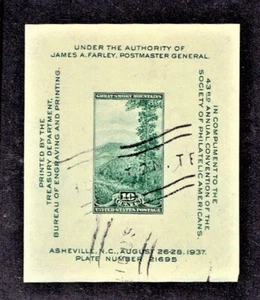 UNDER THE AUTHORITY OF
JAMES A. FARLEY, POSTMASTER GENERAL.
PRINTED BY THE
TREASURY DEPARTMENT,
BUREAU OF ENGRAVING AND PRINTING.
GREAT SMOKY MOUNTAINS
10
CENTS
UNITED STATES POSTAGE
IN COMPLIMENT TO THE
43RD ANNUAL CONVENTION OF THE
SOCIETY OF PHILATELIC AMERICANS.
ASHEVILLE, N.C., AUGUST 26-28, 1937.
PLATE NUMBER 21695